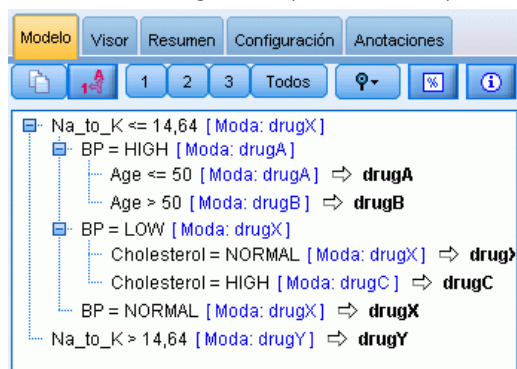 Modelo Visor Resumen Configuración Anotaciones
1 2 3 Todos %
Na_to_K <= 14,64 [Moda: drugX]
BP = HIGH [Moda: drugA]
Age <= 50 [Moda: drugA] ⇨ drugA
Age > 50 [Moda: drugB] ⇨ drugB
BP = LOW [Moda: drugX]
Cholesterol = NORMAL [Moda: drugX] ⇨ drugX
Cholesterol = HIGH [Moda: drugC] ⇨ drugC
BP = NORMAL [Moda: drugX] ⇨ drugX
Na_to_K > 14,64 [Moda: drugY] ⇨ drugY